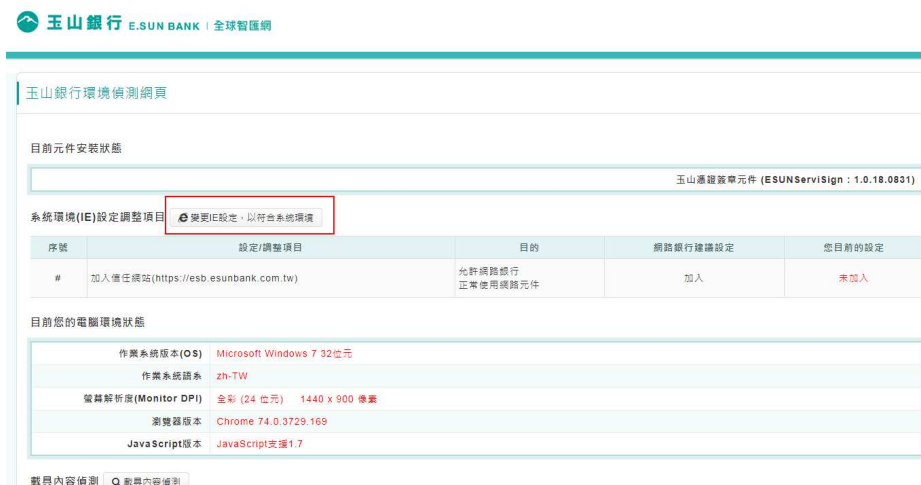 玉山銀行 E.SUN BANK | 全球智匯網
玉山銀行環境偵測網頁
目前元件安裝狀態
玉山憑證簽章元件 (ESUNServiSign : 1.0.18.0831)
系統環境(IE)設定調整項目 變更IE設定，以符合系統環境
序號 設定/調整項目 目的 網路銀行建議設定 您目前的設定
# 加入信任網站(https://esb.esunbank.com.tw) 允許網路銀行 加入 未加入
正常使用網路元件
目前您的電腦環境狀態
作業系統版本(OS) Microsoft Windows 7 32位元
作業系統語系 zh-TW
螢幕解析度(Monitor DPI) 全彩 (24 位元) 1440 x 900 像素
瀏覽器版本 Chrome 74.0.3729.169
JavaScript版本 JavaScript支援1.7
載具內容偵測 載具內容偵測